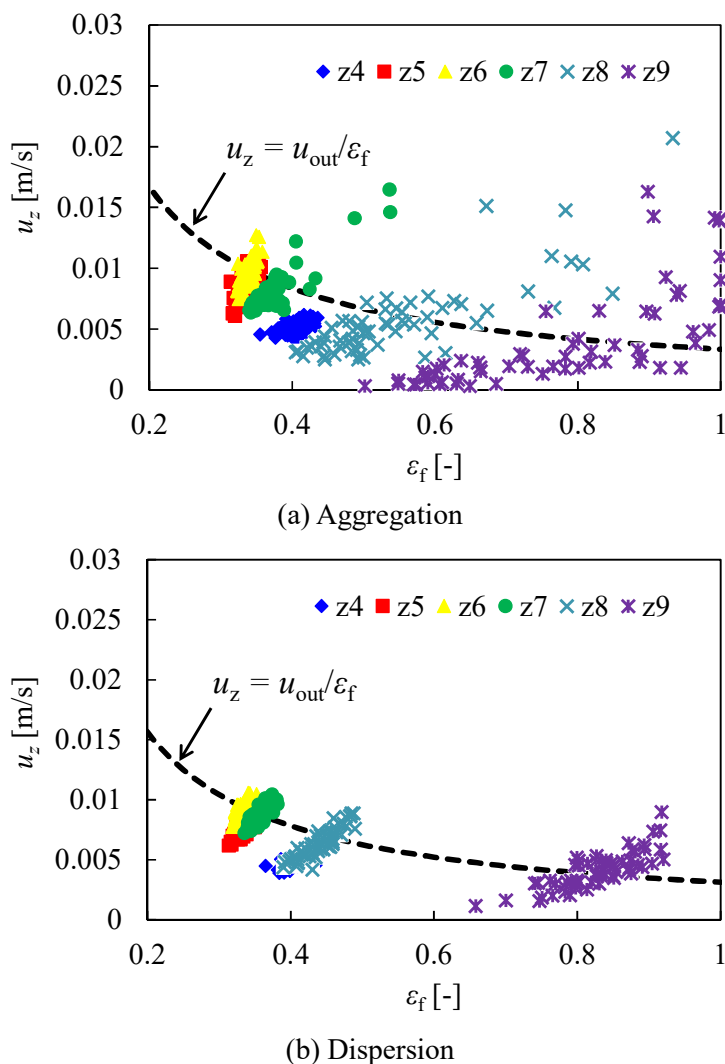 0.03
0.025
0.02
0.015
0.01
0.005
0
u_z [m/s]
z4 z5 z6 z7 z8 z9
u_z = u_out/ε_f
0.2 0.4 0.6 0.8 1
ε_f [-]
(a) Aggregation
0.03
0.025
0.02
0.015
0.01
0.005
0
u_z [m/s]
z4 z5 z6 z7 z8 z9
u_z = u_out/ε_f
0.2 0.4 0.6 0.8 1
ε_f [-]
(b) Dispersion